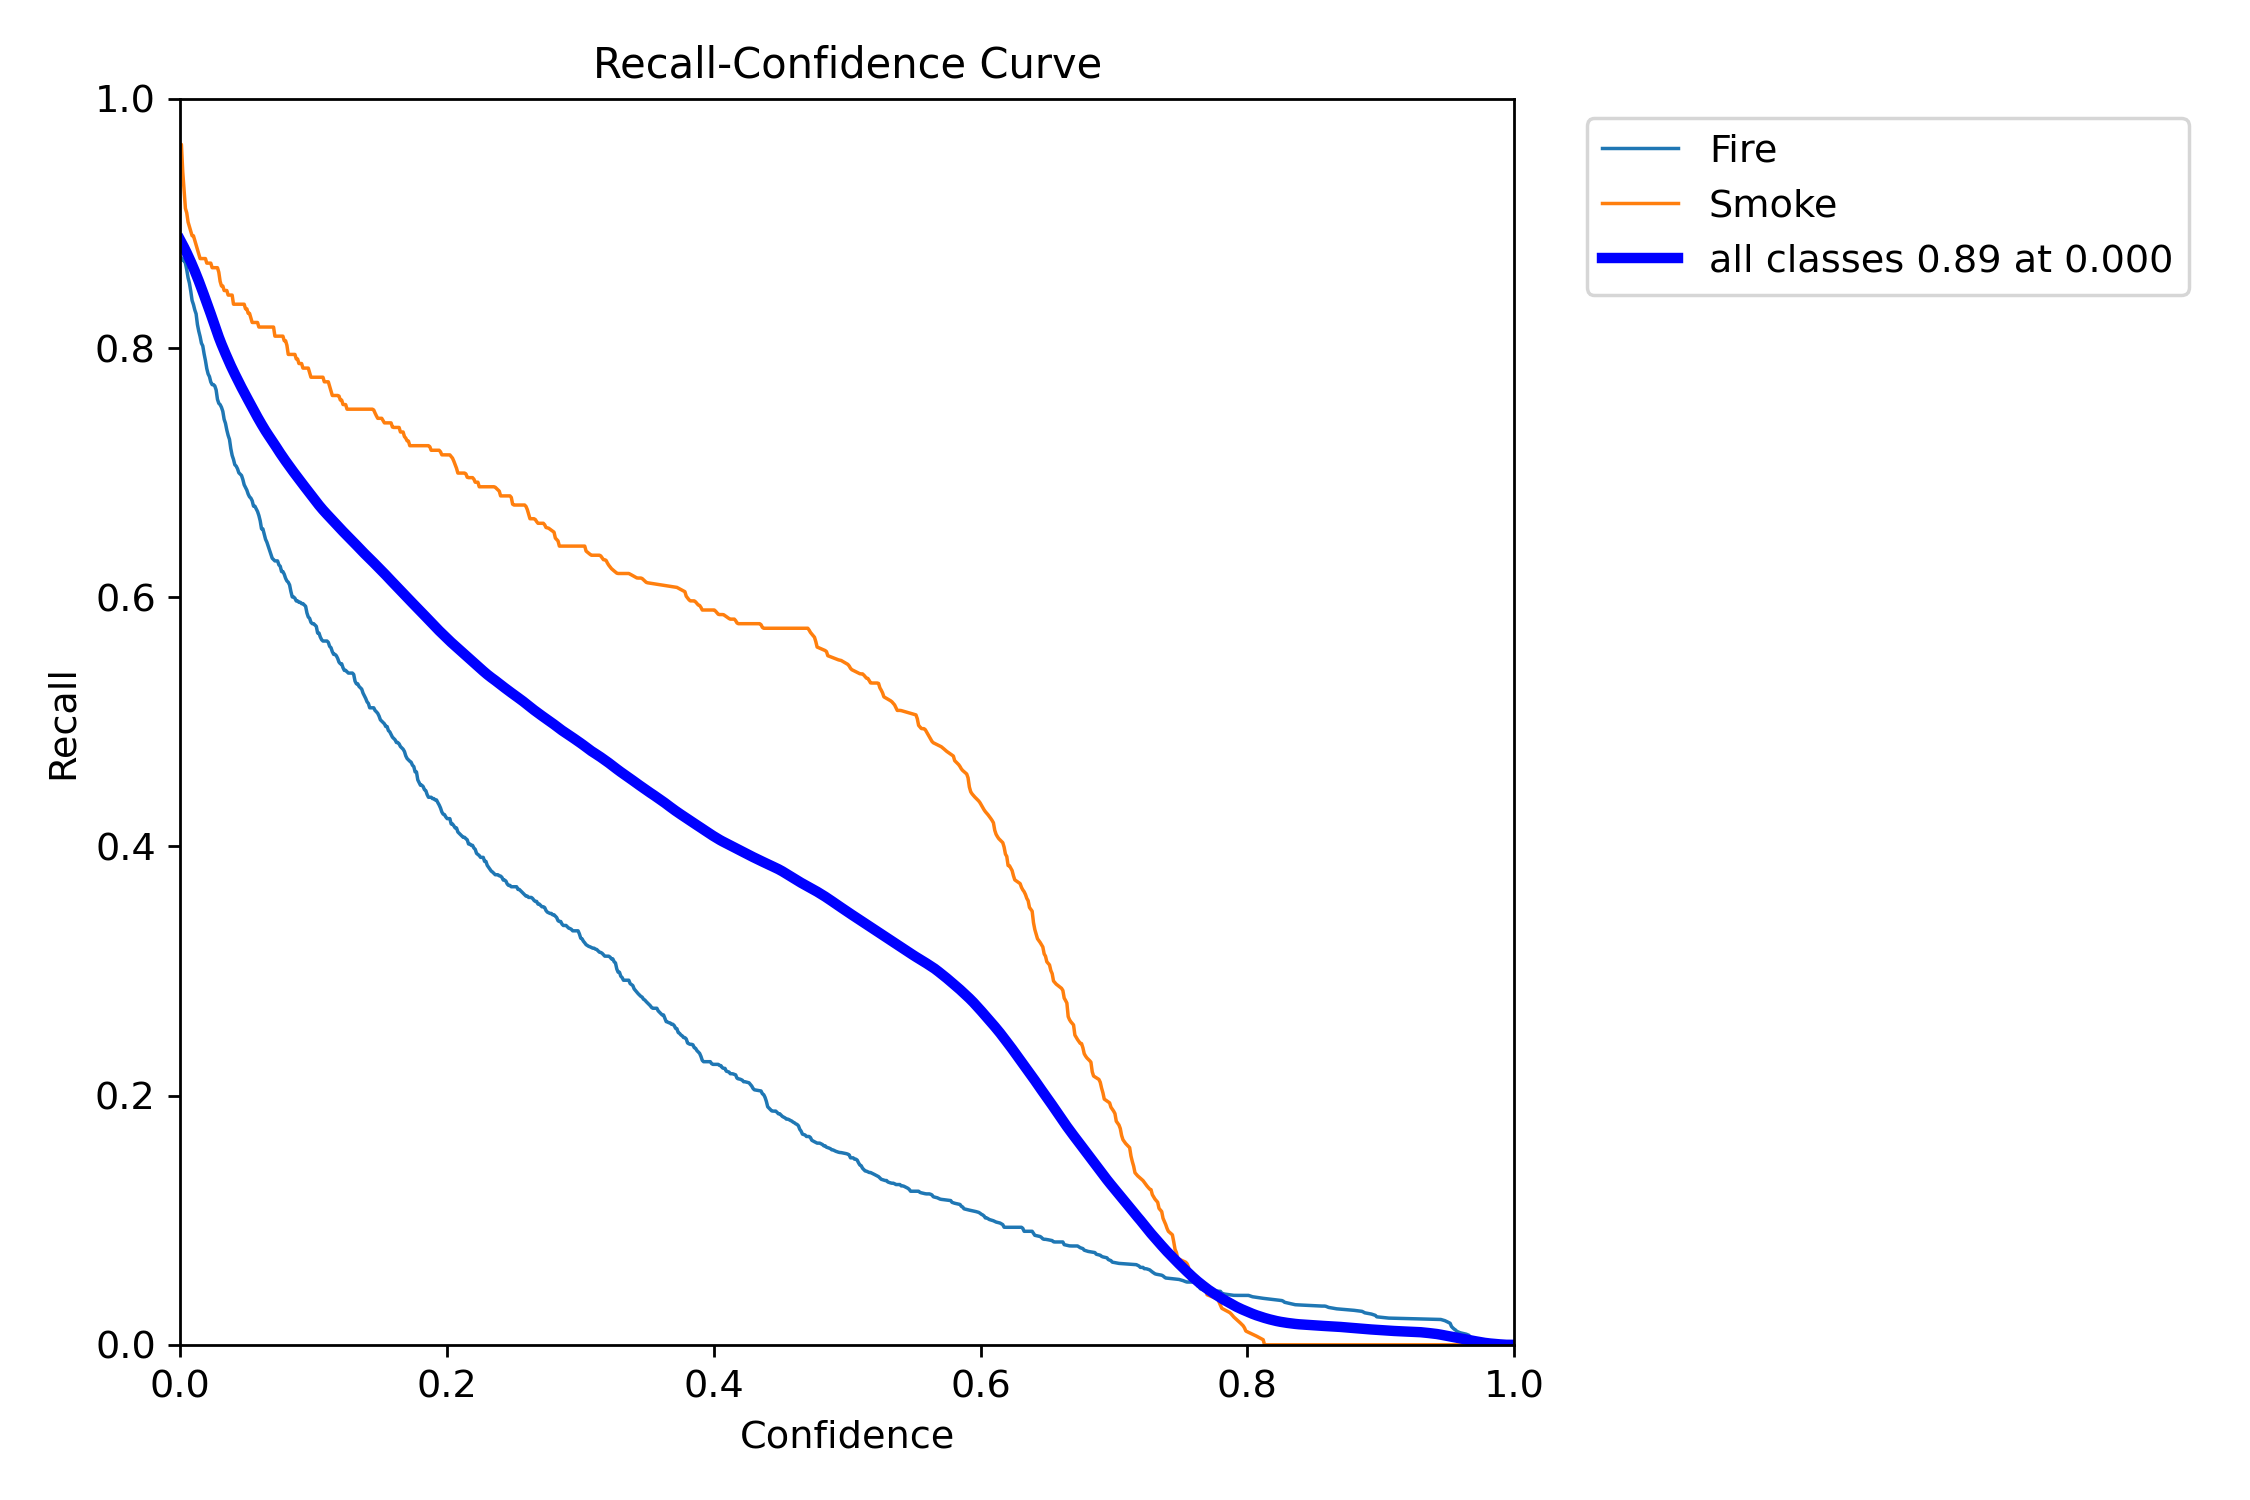 Recall-Confidence Curve
1.0
0.8
0.6
0.4
0.2
0.0
Recall
0.0 0.2 0.4 0.6 0.8 1.0
Confidence
Fire
Smoke
all classes 0.89 at 0.000